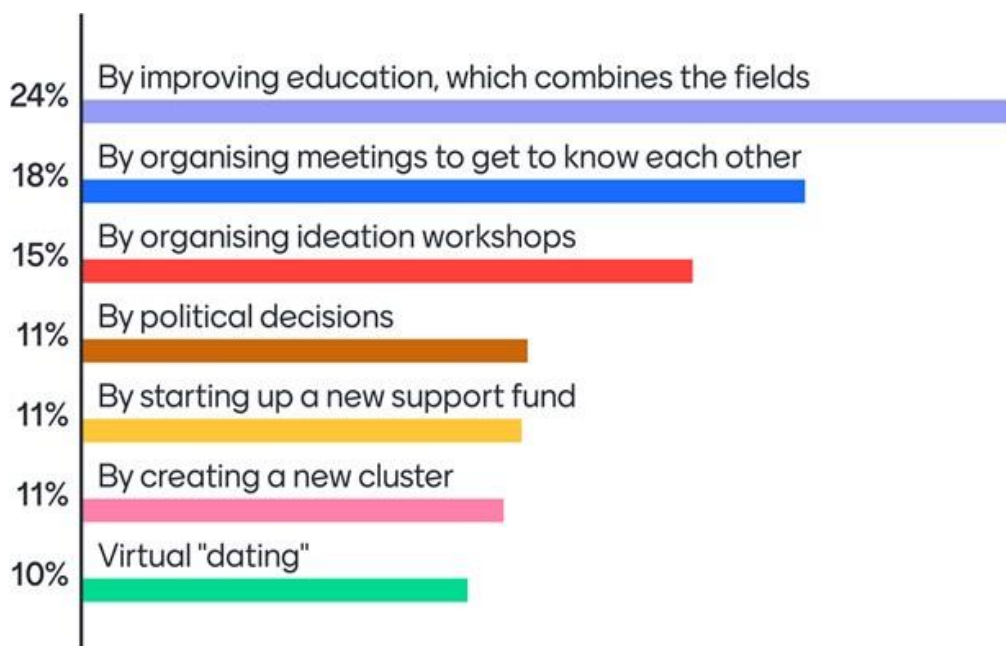 By improving education, which combines the fields
24%
By organising meetings to get to know each other
18%
By organising ideation workshops
15%
By political decisions
11%
By starting up a new support fund
11%
By creating a new cluster
11%
Virtual "dating"
10%